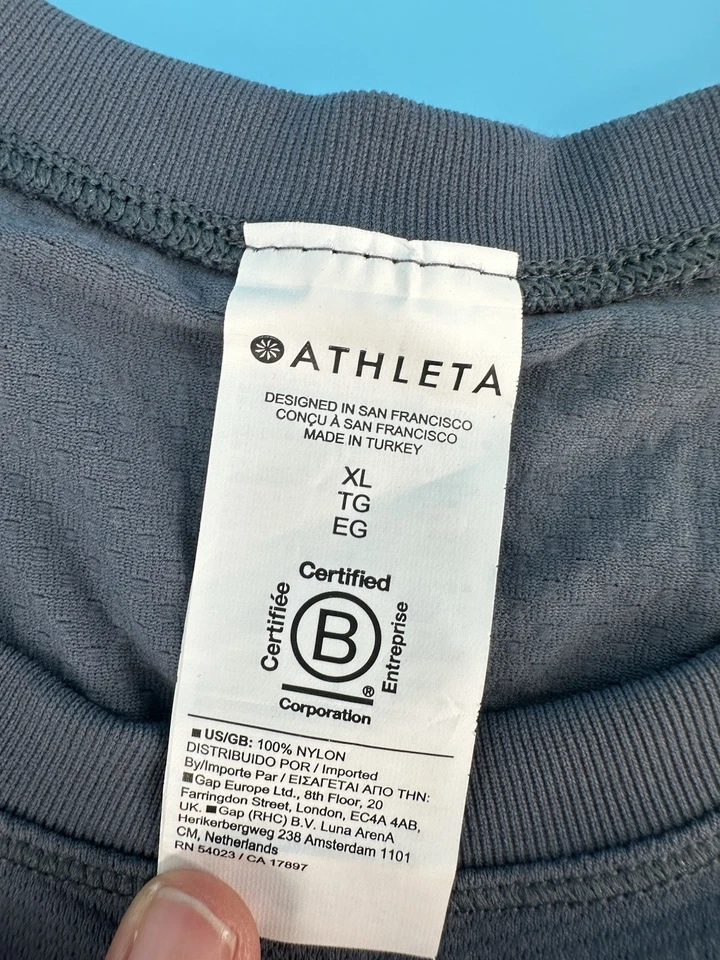 ATHLETA
DESIGNED IN SAN FRANCISCO
CONÇU À SAN FRANCISCO
MADE IN TURKEY
XL
TG
EG
Certified
Certifiée
B
Entreprise
®
Corporation
US/GB: 100% NYLON
DISTRIBUIDO POR / Imported
By/Importe Par / ΕΙΣΑΓΕΤΑΙ ΑΠΟ ΤΗΝ:
Gap Europe Ltd., 8th Floor, 20
Farringdon Street, London, EC4A 4AB,
UK. Gap (RHC) B.V. Luna ArenA
Herikerbergweg 238 Amsterdam 1101
CM, Netherlands
RN 54023 / CA 17897